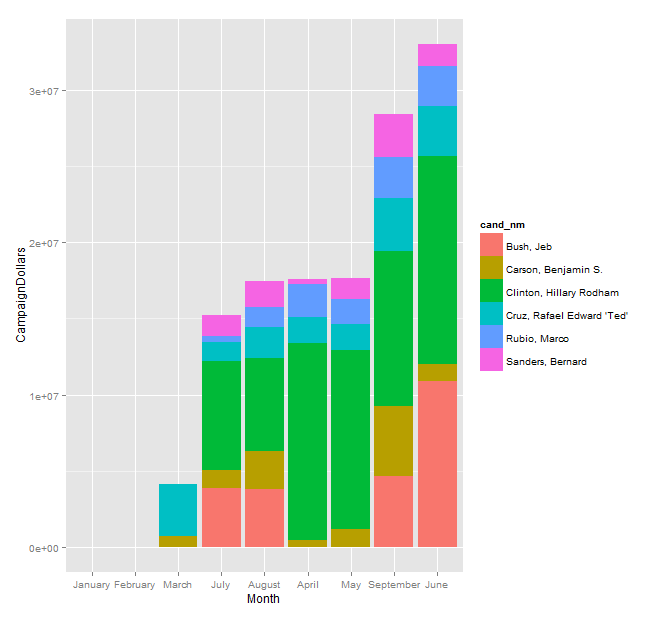 3e+07
2e+07
1e+07
0e+00
CampaignDollars
January February March July August April May September June
Month
cand_nm
Bush, Jeb
Carson, Benjamin S.
Clinton, Hillary Rodham
Cruz, Rafael Edward 'Ted'
Rubio, Marco
Sanders, Bernard